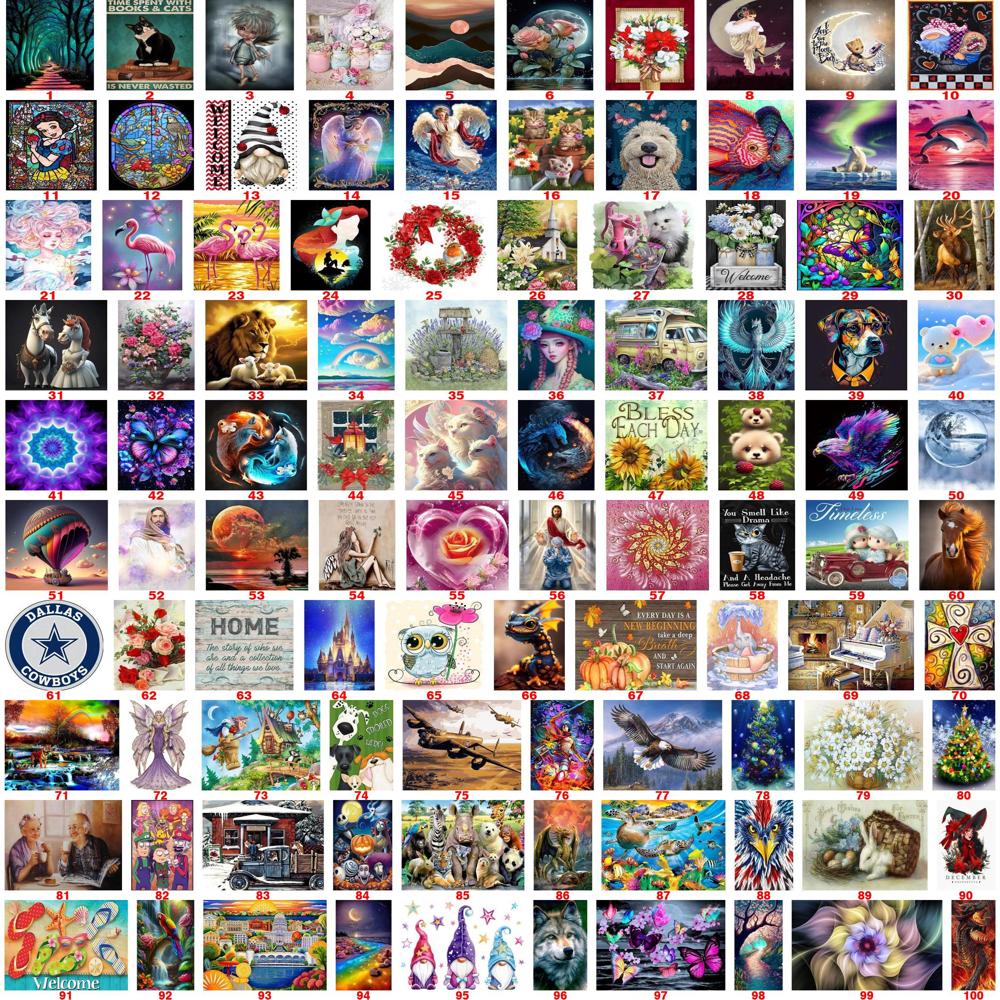 TIME SPENT WITH
BOOKS & CATS
IS NEVER WASTED
1 2 3 4 5 6 7 8 9 10
WELCOME
11 12 13 14 15 16 17 18 19 20
Welcome
21 22 23 24 25 26 27 28 29 30
31 32 33 34 35 36 37 38 39 40
BLESS
EACH DAY
41 42 43 44 45 46 47 48 49 50
You Smell Like
Drama
And A Headache
Please Get Away From Me
Timeless
51 52 53 54 55 56 57 58 59 60
DALLAS
COWBOYS
HOME
The story of who we
are and a collection
of all things we love
EVERY DAY IS A
NEW BEGINNING
take a deep
Breathe
AND
START AGAIN
61 62 63 64 65 66 67 68 69 70
71 72 73 74 75 76 77 78 79 80
DECEMBER
81 82 83 84 85 86 87 88 89 90
Welcome
91 92 93 94 95 96 97 98 99 100